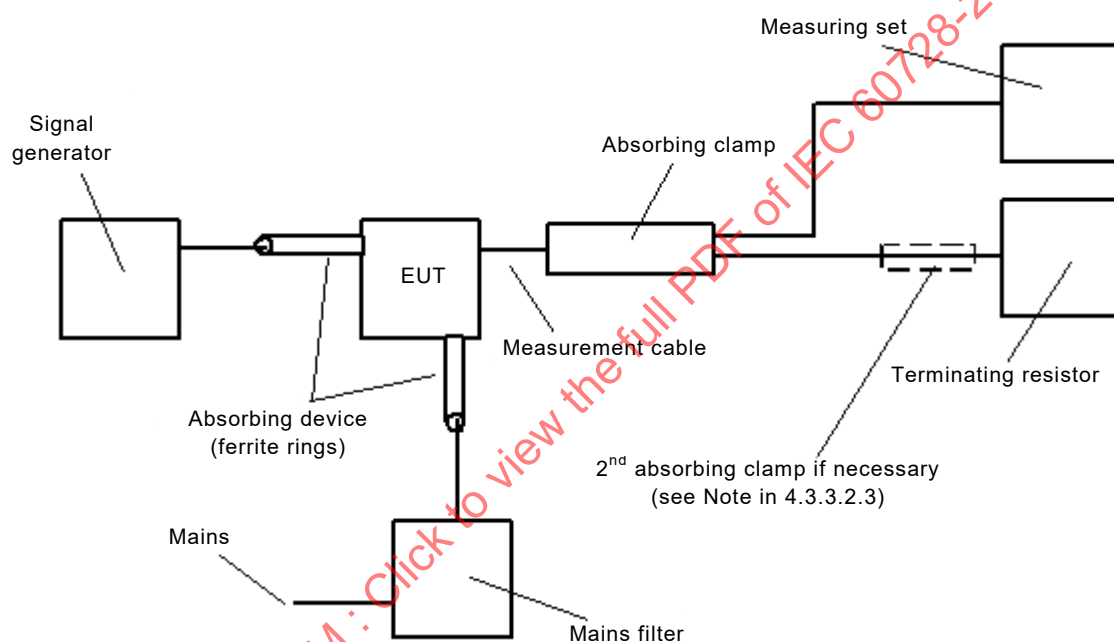 Measuring set
Signal
generator
Absorbing clamp
EUT
Measurement cable
Terminating resistor
Absorbing device
(ferrite rings)
2nd absorbing clamp if necessary
(see Note in 4.3.3.2.3)
Mains
Mains filter
M : Click to view the full PDF of IEC 60728-2